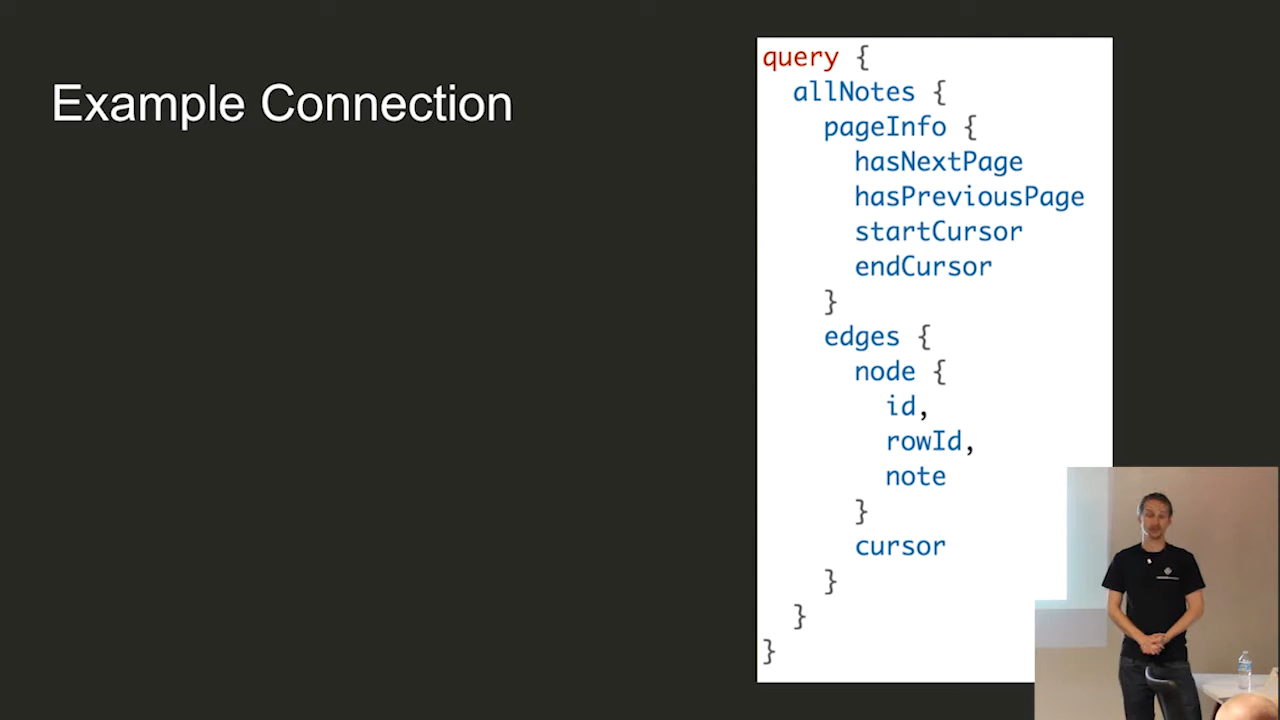 Example Connection
query {
allNotes {
pageInfo {
hasNextPage
hasPreviousPage
startCursor
endCursor
}
edges {
node {
id,
rowId,
note
}
cursor
}
}
}